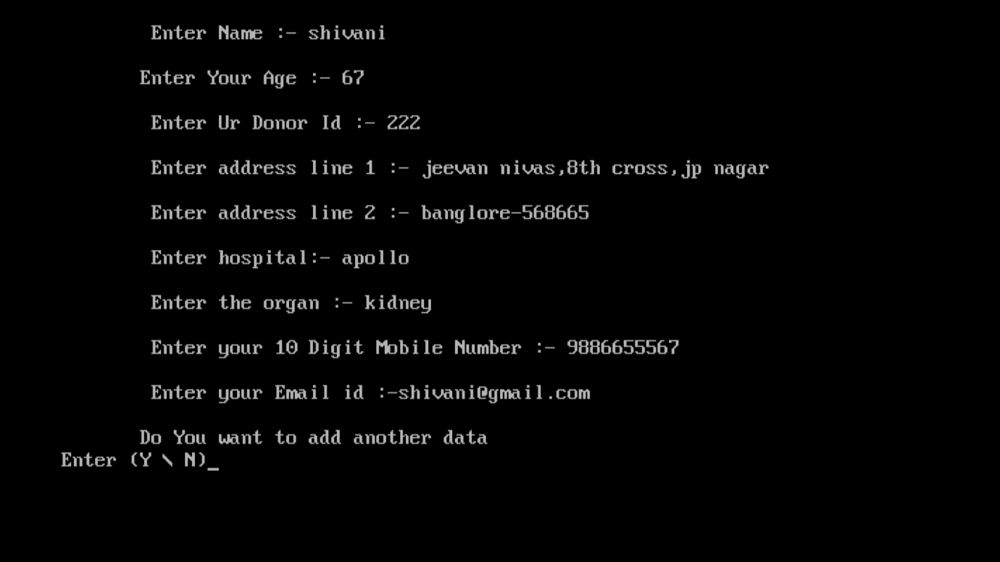 Enter Name :- shivani
Enter Your Age :- 67
Enter Ur Donor Id :- 222
Enter address line 1 :- jeevan nivas,8th cross,jp nagar
Enter address line 2 :- banglore-568665
Enter hospital:- apollo
Enter the organ :- kidney
Enter your 10 Digit Mobile Number :- 9886655567
Enter your Email id :-shivani@gmail.com
Do You want to add another data
Enter (Y \ N)_